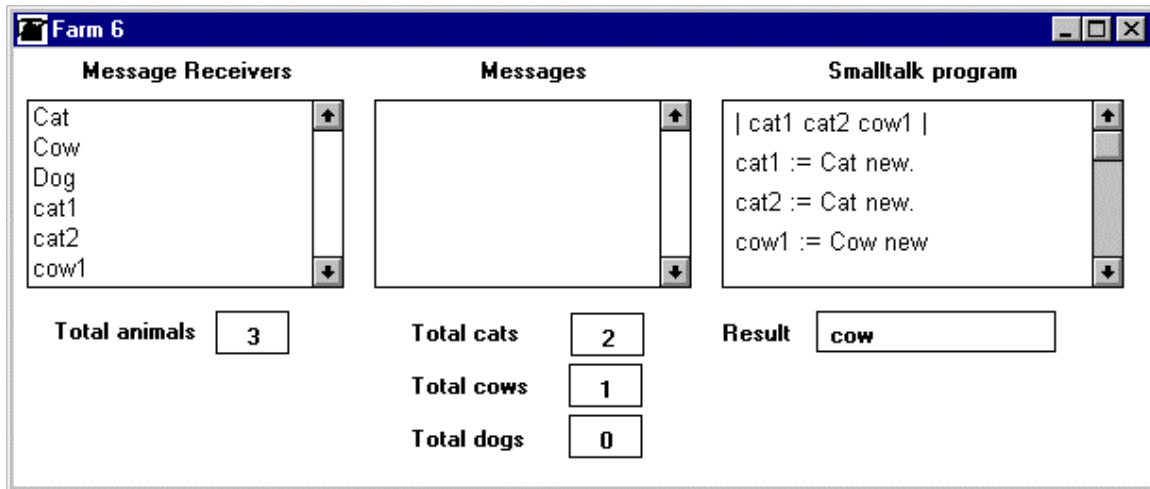 Farm 6
Message Receivers
Cat
Cow
Dog
cat1
cat2
cow1
Messages
Smalltalk program
| cat1 cat2 cow1 |
cat1 := Cat new.
cat2 := Cat new.
cow1 := Cow new
Total animals 3
Total cats 2
Total cows 1
Total dogs 0
Result cow